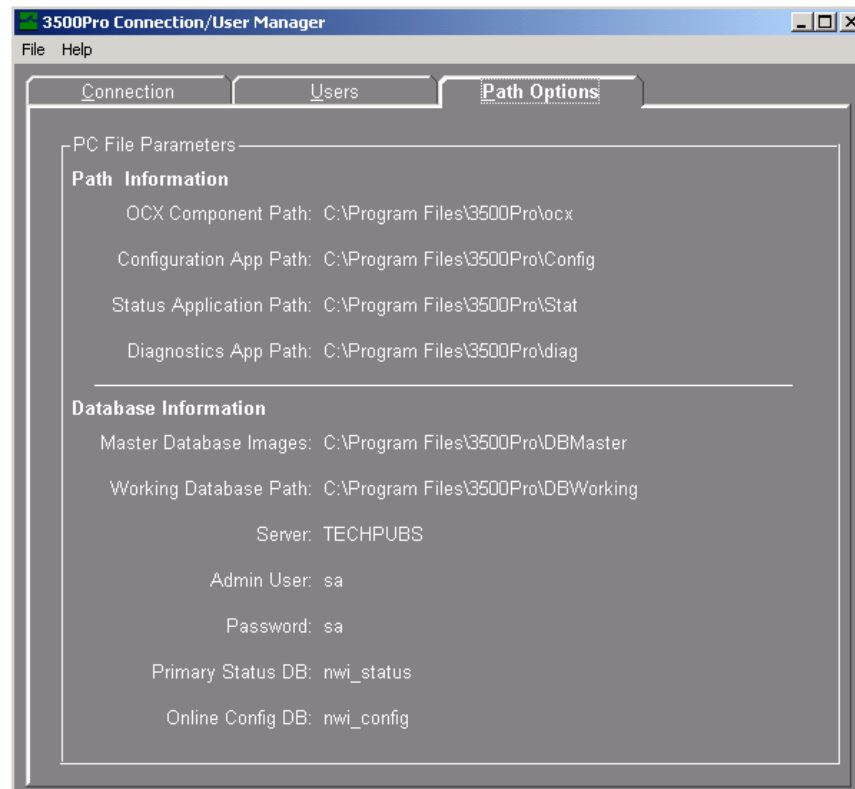 3500Pro Connection/User Manager
File Help
Connection Users Path Options
PC File Parameters
Path Information
OCX Component Path: C:\Program Files\3500Pro\ocx
Configuration App Path: C:\Program Files\3500Pro\Config
Status Application Path: C:\Program Files\3500Pro\Stat
Diagnostics App Path: C:\Program Files\3500Pro\diag
Database Information
Master Database Images: C:\Program Files\3500Pro\DBMaster
Working Database Path: C:\Program Files\3500Pro\DBWorking
Server: TECHPUBS
Admin User: sa
Password: sa
Primary Status DB: nwi_status
Online Config DB: nwi_config